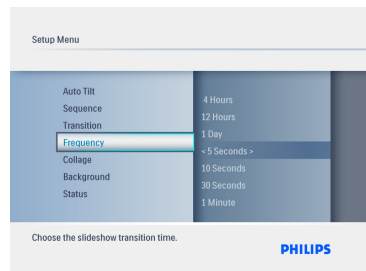 Setup Menu
Auto Tilt
Sequence
Transition
Frequency
Collage
Background
Status
4 Hours
12 Hours
1 Day
< 5 Seconds >
10 Seconds
30 Seconds
1 Minute
Choose the slideshow transition time.
PHILIPS